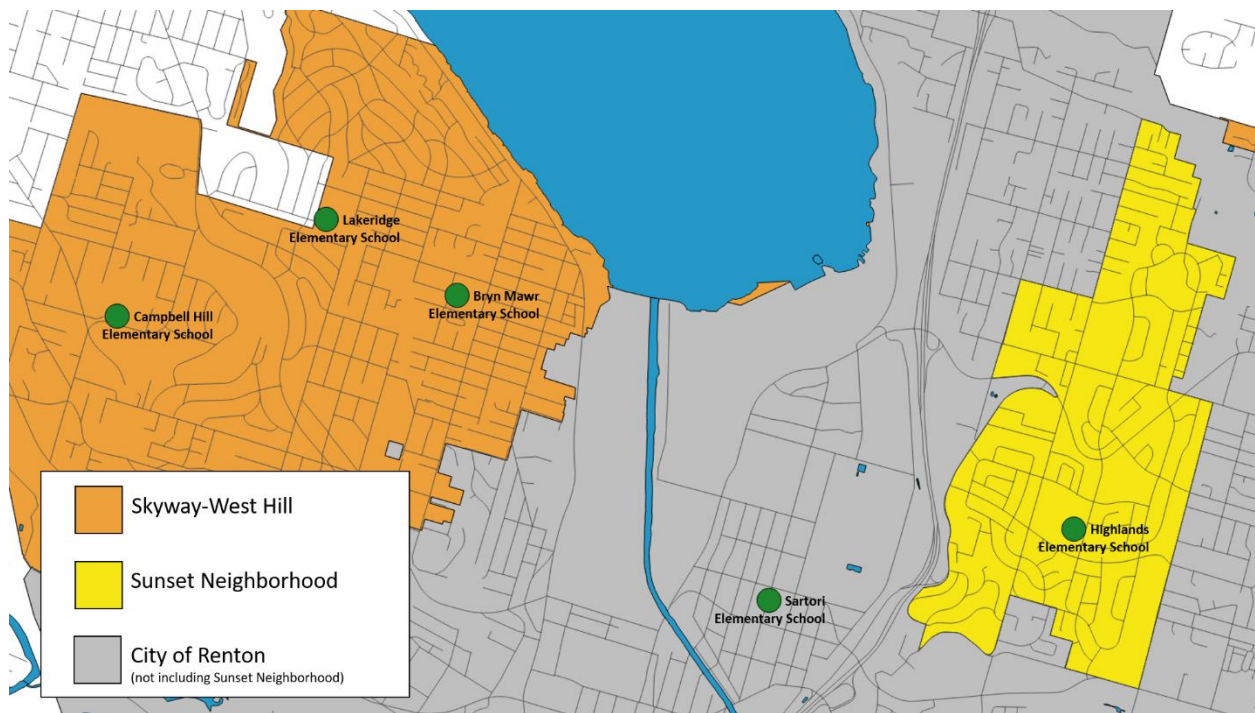 Lakeridge
Elementary School
Bryn Mawr
Elementary School
Campbell Hill
Elementary School
Skyway-West Hill
Sunset Neighborhood
City of Renton
(not including Sunset Neighborhood)
Highlands
Elementary School
Sartori
Elementary School